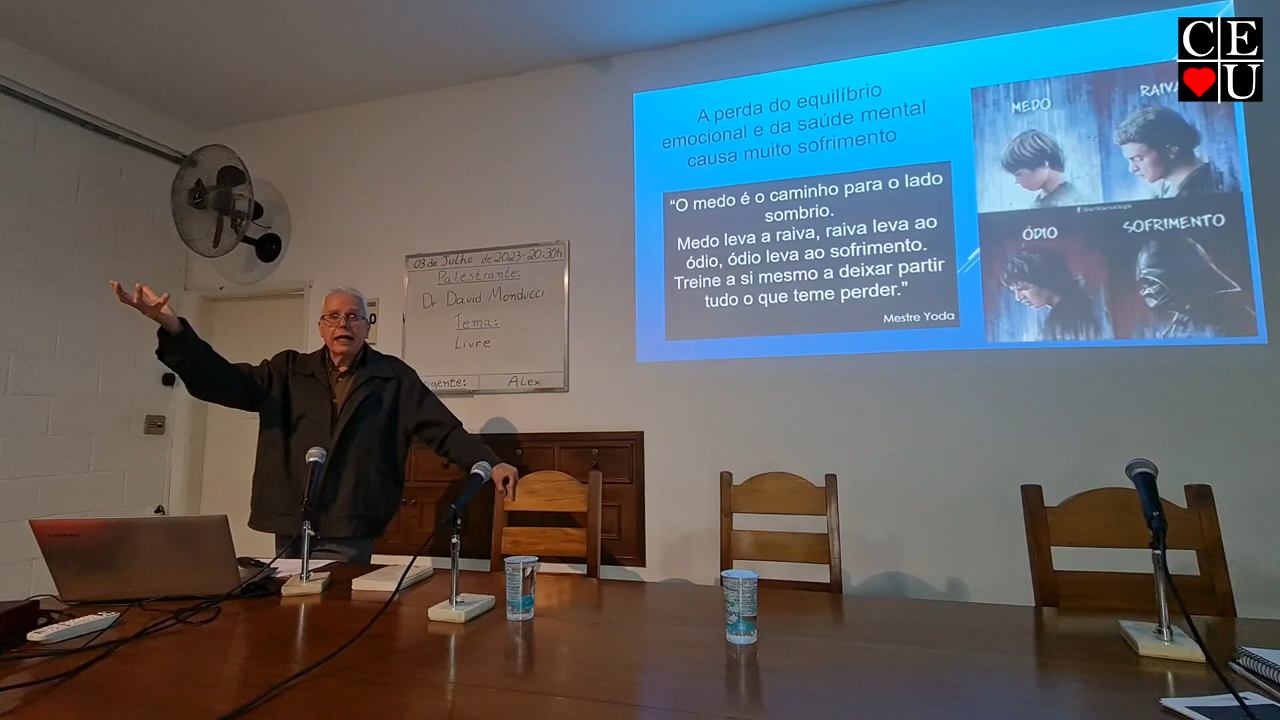 C E
U
A perda do equilíbrio
emocional e da saúde mental
causa muito sofrimento
“O medo é o caminho para o lado
sombrio.
Medo leva a raiva, raiva leva ao
ódio, ódio leva ao sofrimento.
Treine a si mesmo a deixar partir
tudo o que teme perder.”
Mestre Yoda
MEDO
RAIVA
ÓDIO
SOFRIMENTO
03 de Julho de 2023-20:30h
Palestrante:
Dr David Monducci
Tema:
Livre
Alex